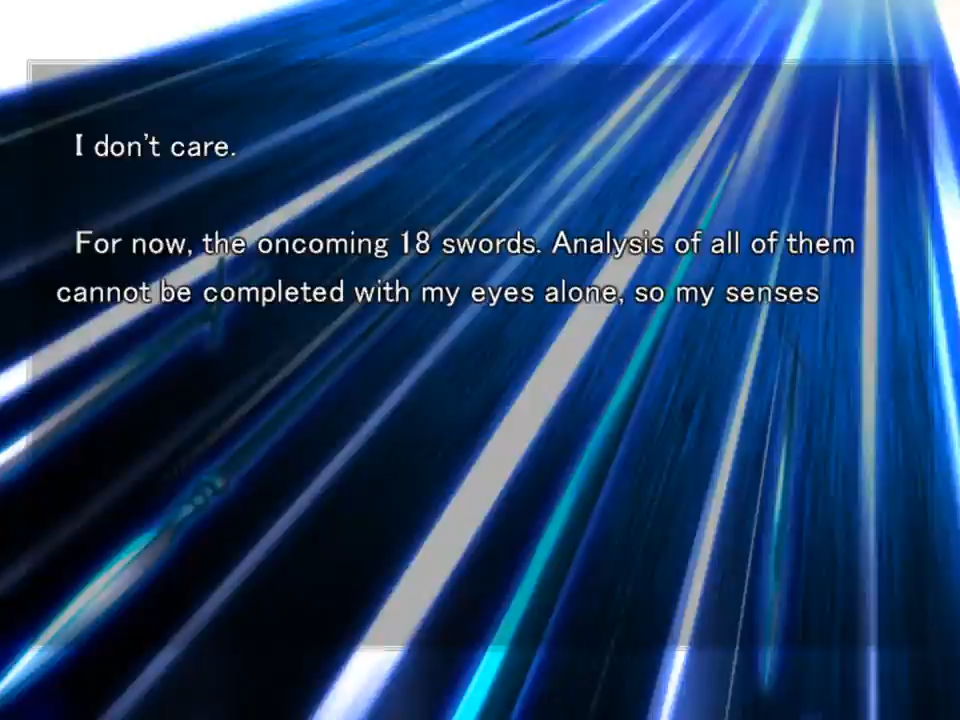 I don't care.
For now, the oncoming 18 swords. Analysis of all of them
cannot be completed with my eyes alone, so my senses